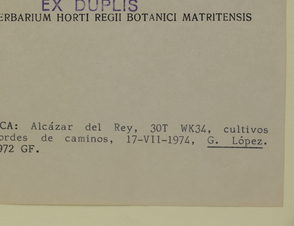 EX DUPLIS
ERBARIUM HORTI REGII BOTANICI MATRITENSIS
CA: Alcázar del Rey, 30T WK34, cultivos
ordes de caminos, 17-VII-1974, G. López.
972 GF.